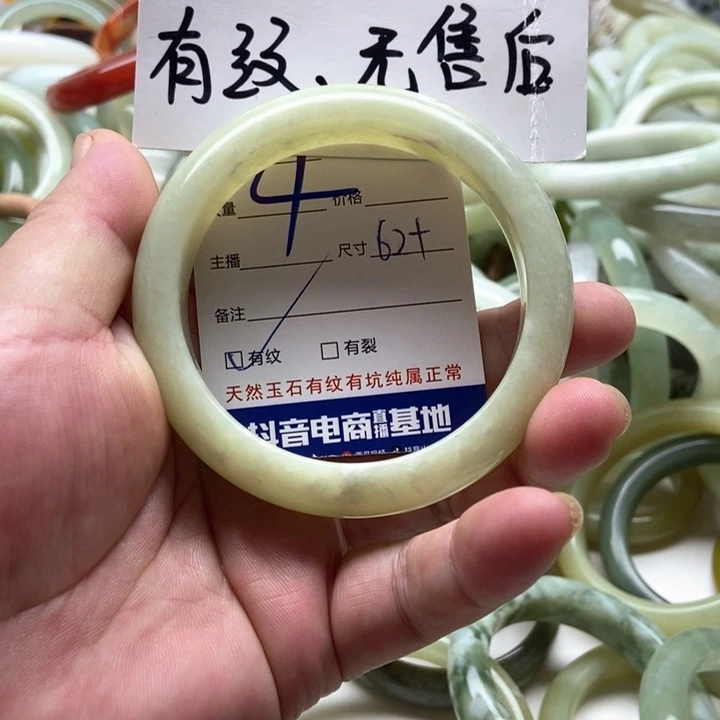 有纹、无售后
量 4 价格
主播 尺寸 62+
备注
☑有纹 □有裂
天然玉石有纹有坑纯属正常
抖音电商直播基地